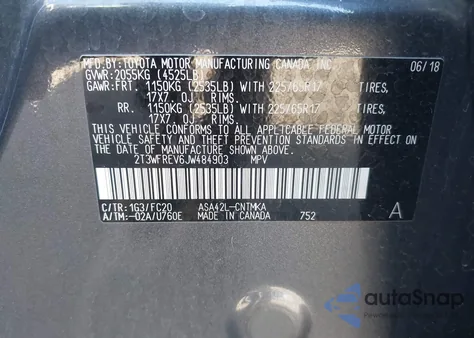 MFD.BY:TOYOTA MOTOR MANUFACTURING CANADA INC. 06/18
GVWR: 2055KG (4525LB)
GAWR:FRT. 1150KG (2535LB) WITH 225/65R17 TIRES,
17X7 0J RIMS.
RR. 1150KG (2535LB) WITH 225/65R17 TIRES,
17X7 0J RIMS.
THIS VEHICLE CONFORMS TO ALL APPLICABLE FEDERAL MOTOR
VEHICLE SAFETY AND THEFT PREVENTION STANDARDS IN EFFECT
ON THE DATE OF MANUFACTURE SHOWN ABOVE.
2T3WFREV6JW484903 MPV
C/TR:1G3/FC20 ASA42L-CNTMKA
A/TM:-02A/U760E MADE IN CANADA 752 A
autoSnap